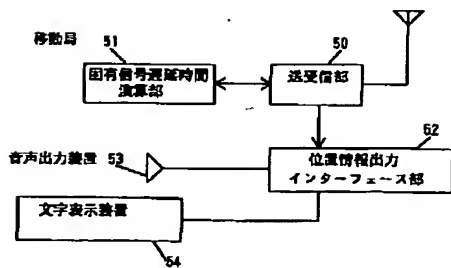 移動局
51
50
固有信号遅延時間
演算部
送受信部
52
音声出力装置
53
位置情報出力
インターフェース部
文字表示装置
54